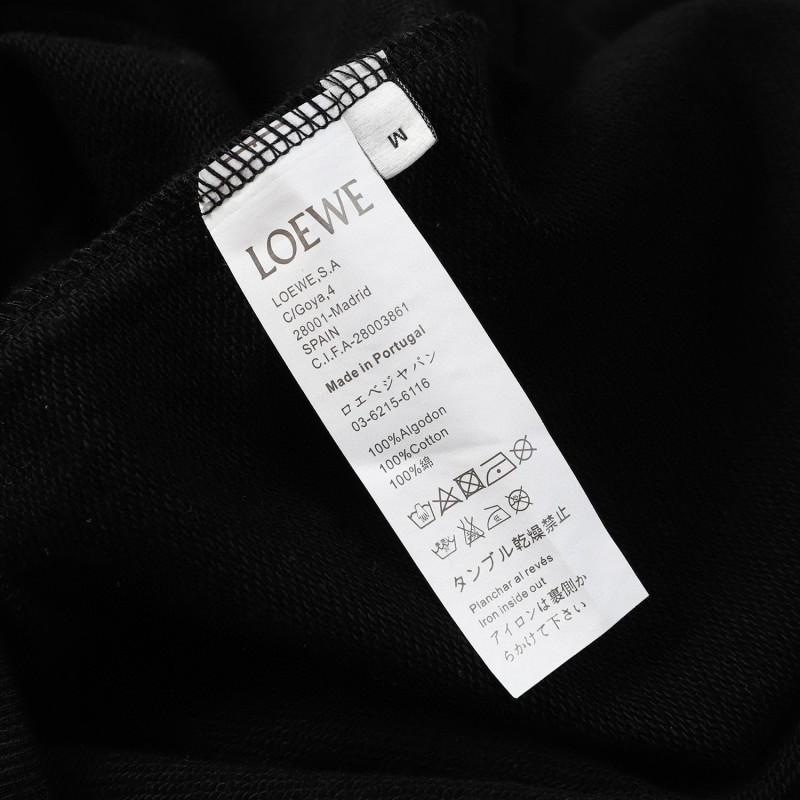 M
LOEWE
LOEWE,S.A
C/Goya,4
28001-Madrid
SPAIN
C.I.F.A-28003861
Made in Portugal
ロエベジャパン
03-6215-6116
100%Algodon
100%Cotton
100%綿
タンブル乾燥禁止
Planchar al revés
Iron inside out
アイロンは裏側か
らかけて下さい